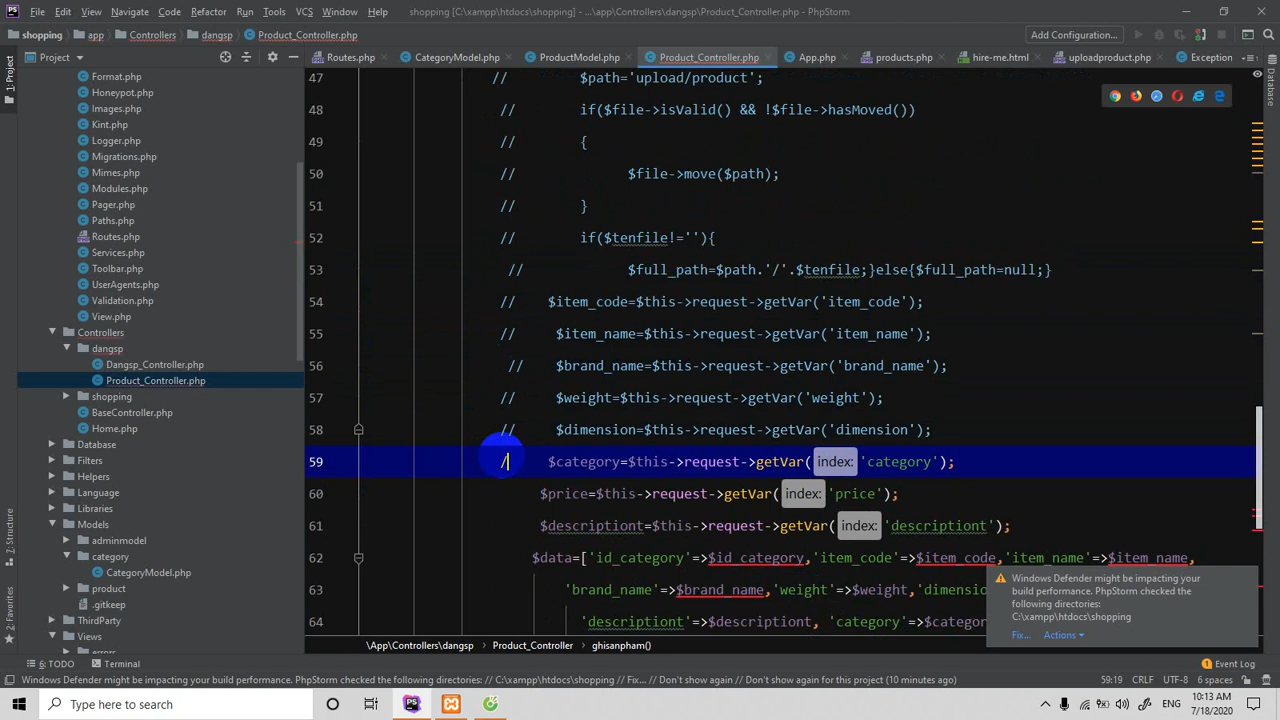 File Edit View Navigate Code Refactor Run Tools VCS Window Help shopping [C:\xampp\htdocs\shopping] - ...\app\Controllers\dangsp\Product_Controller.php - PhpStorm
shopping app Controllers dangsp Product_Controller.php Add Configuration...
Project Routes.php CategoryModel.php ProductModel.php Product_Controller.php App.php products.php hire-me.html uploadproduct.php Exception
1: Project
7: Structure
2: Favorites
Database
Format.php
Honeypot.php
Images.php
Kint.php
Logger.php
Migrations.php
Mimes.php
Modules.php
Pager.php
Paths.php
Routes.php
Services.php
Toolbar.php
UserAgents.php
Validation.php
View.php
Controllers
dangsp
Dangsp_Controller.php
Product_Controller.php
shopping
BaseController.php
Home.php
Database
Filters
Helpers
Language
Libraries
Models
adminmodel
category
CategoryModel.php
product
.gitkeep
ThirdParty
Views
errors
47 // $path='upload/product';
48 // if($file->isValid() && !$file->hasMoved())
49 // {
50 // $file->move($path);
51 // }
52 // if($tenfile!=''){
53 // $full_path=$path.'/'.$tenfile;}else{$full_path=null;}
54 // $item_code=$this->request->getVar('item_code');
55 // $item_name=$this->request->getVar('item_name');
56 // $brand_name=$this->request->getVar('brand_name');
57 // $weight=$this->request->getVar('weight');
58 // $dimension=$this->request->getVar('dimension');
59 / $category=$this->request->getVar( index: 'category');
60 $price=$this->request->getVar( index: 'price');
61 $descriptiont=$this->request->getVar( index: 'descriptiont');
62 $data=['id_category'=>$id_category,'item_code'=>$item_code,'item_name'=>$item_name,
63 'brand_name'=>$brand_name,'weight'=>$weight,'dimensio
64 'descriptiont'=>$descriptiont, 'category'=>$catego
Windows Defender might be impacting your
build performance. PhpStorm checked the
following directories:
C:\xampp\htdocs\shopping
Fix... Actions
\App\Controllers\dangsp Product_Controller ghisanpham()
6: TODO Terminal 1 Event Log
Windows Defender might be impacting your build performance. PhpStorm checked the following directories: // C:\xampp\htdocs\shopping // Fix... // Don't show again // Don't show again for this project (10 minutes ago) 59:19 CRLF UTF-8 6 spaces
PS Type here to search ENG 10:13 AM
7/18/2020